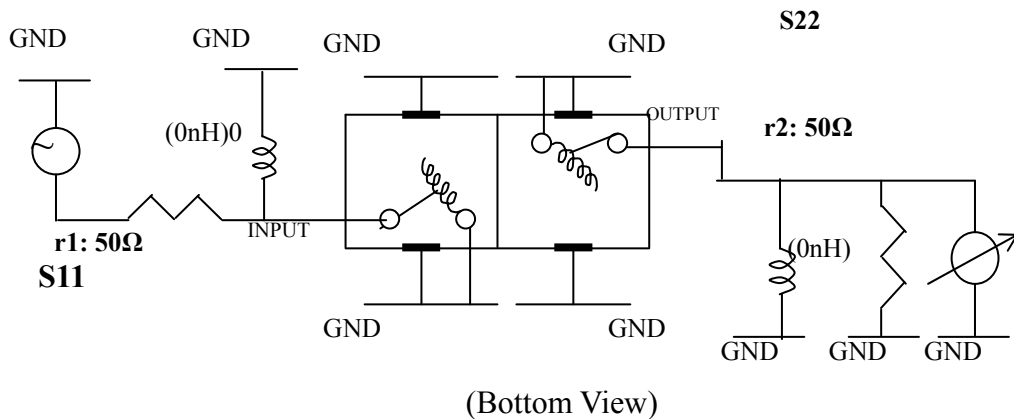 S22
GND
GND
GND
GND
(0nH)0
OUTPUT
r2: 50Ω
INPUT
r1: 50Ω
S11
(0nH)
GND
GND
GND
GND
GND
(Bottom View)